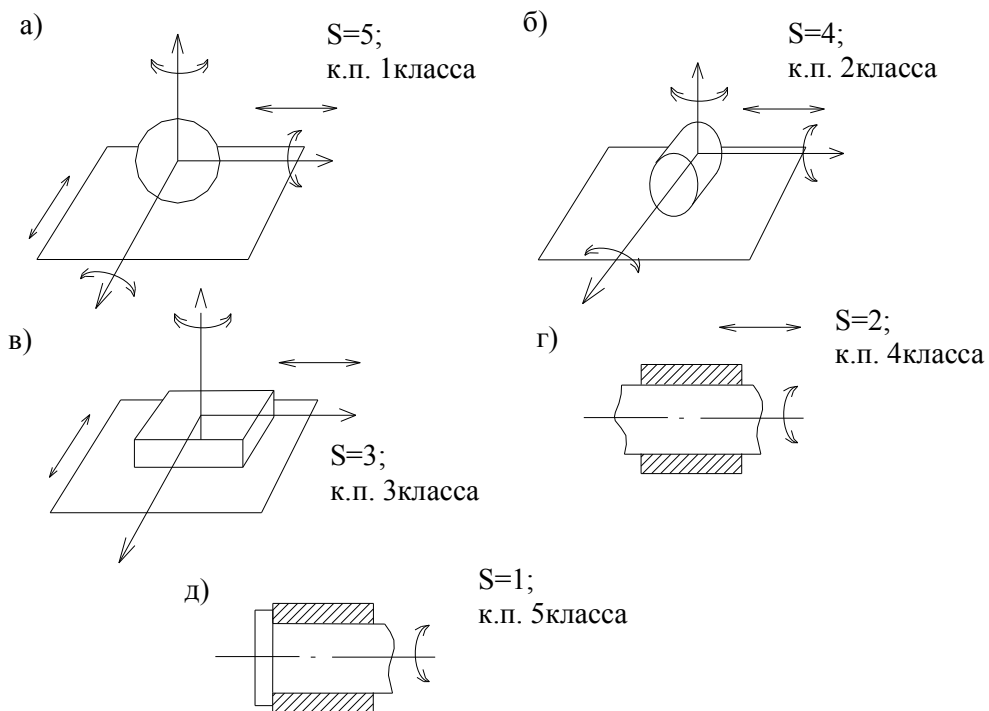 а)
S=5;
к.п. 1класса
б)
S=4;
к.п. 2класса
в)
S=3;
к.п. 3класса
г)
S=2;
к.п. 4класса
д)
S=1;
к.п. 5класса